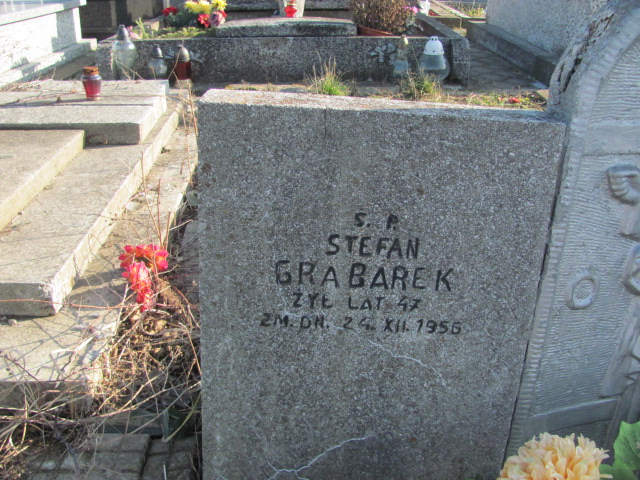 S. P.
STEFAN
GRABAREK
ŻYŁ LAT 47
ZM. DN. 24. XII. 1956